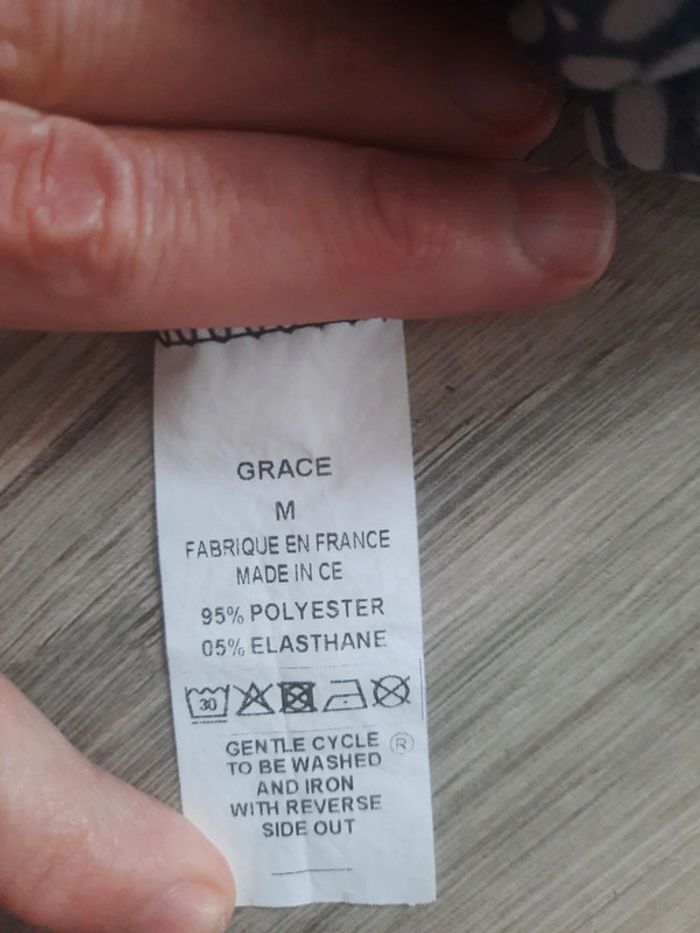 GRACE
M
FABRIQUE EN FRANCE
MADE IN CE
95% POLYESTER
05% ELASTHANE
30
GENTLE CYCLE ®
TO BE WASHED
AND IRON
WITH REVERSE
SIDE OUT